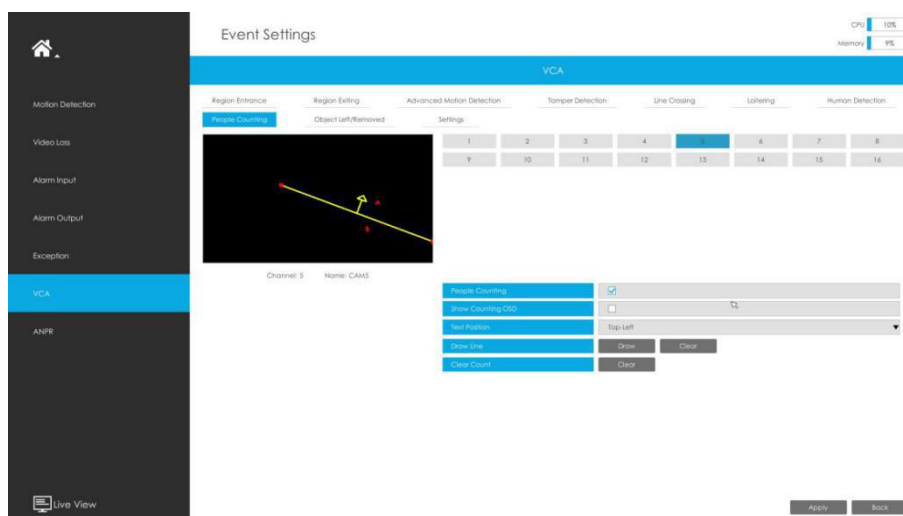 Event Settings
CPU 10%
Memory 9%
VCA
Motion Detection
Video Loss
Alarm Input
Alarm Output
Exception
VCA
ANPR
Live View
Region Entrance Region Exiting Advanced Motion Detection Tamper Detection Line Crossing Loitering Human Detection
People Counting Object Left/Removed Settings
1 2 3 4 5 6 7 8
9 10 11 12 13 14 15 16
A
B
Channel: 5 Name: CAM5
People Counting
Show Counting OSD
Text Position Top-Left
Draw Line Draw Clear
Clear Count Clear
Apply Back